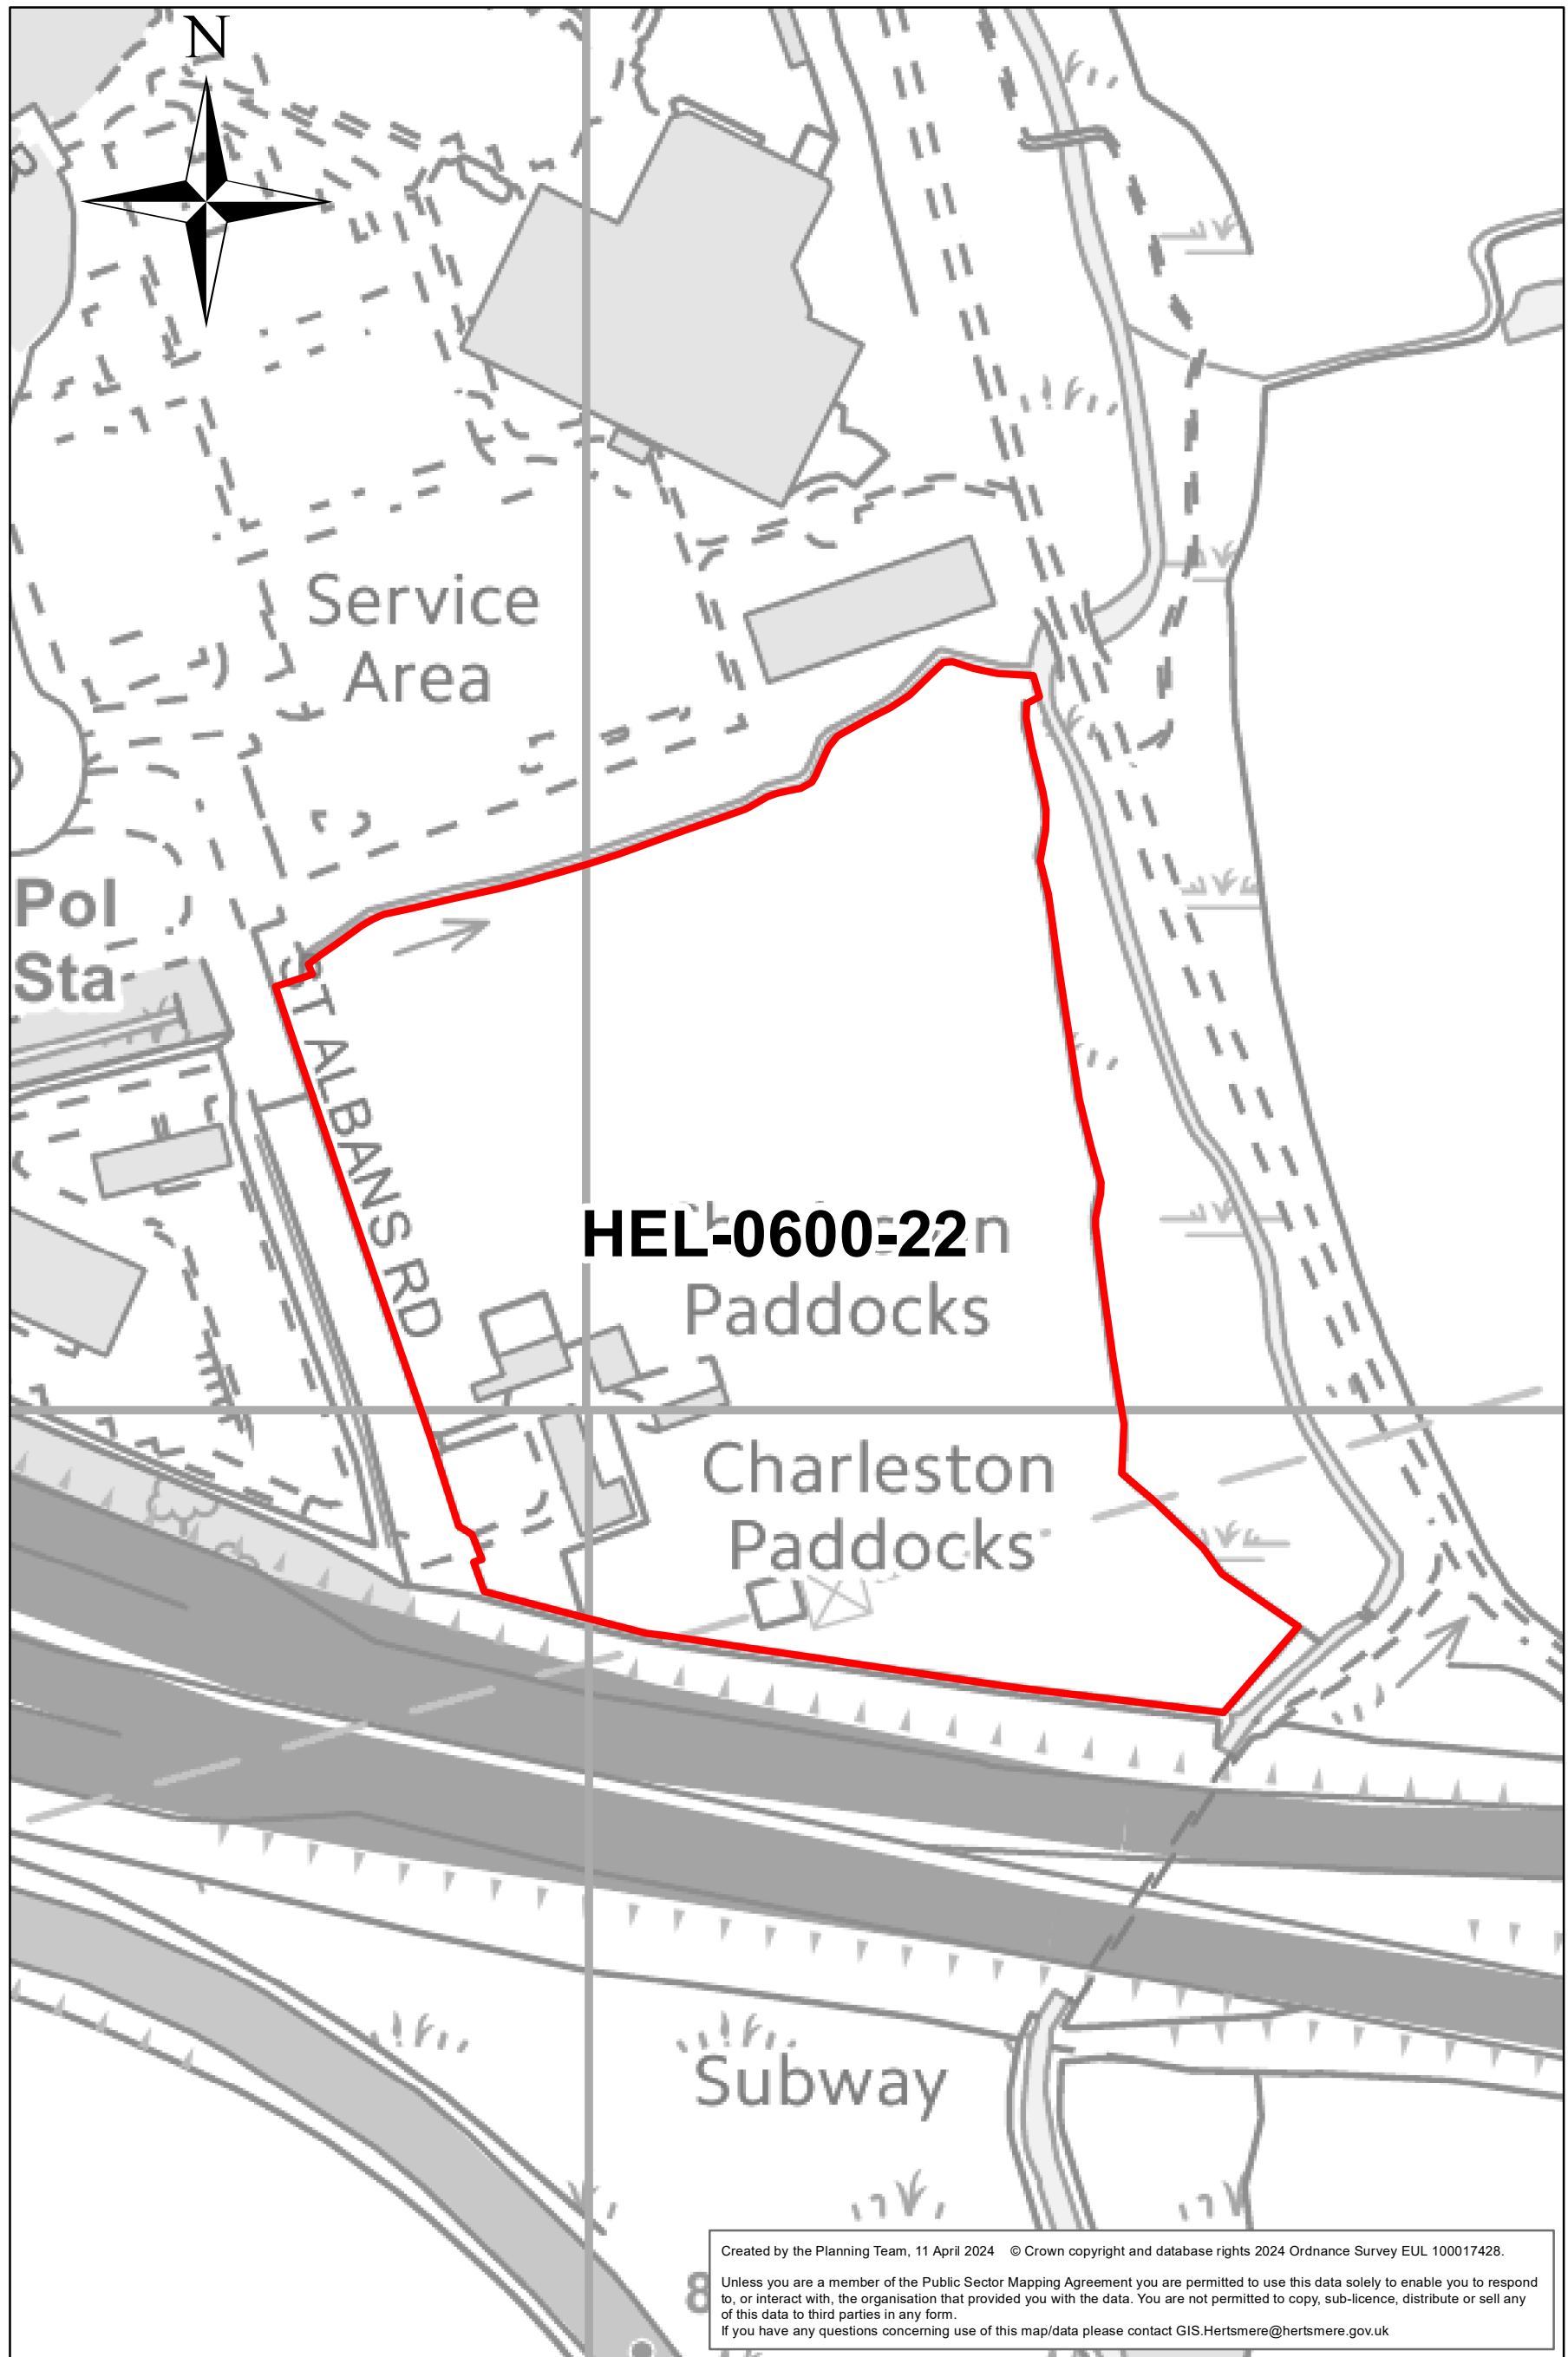 N
Service
Area
Pol
Sta
ST ALBANS RD
HEL-0600-22
Paddocks
Charleston
Paddocks
Subway
8
Created by the Planning Team, 11 April 2024 © Crown copyright and database rights 2024 Ordnance Survey EUL 100017428.
Unless you are a member of the Public Sector Mapping Agreement you are permitted to use this data solely to enable you to respond
to, or interact with, the organisation that provided you with the data. You are not permitted to copy, sub-licence, distribute or sell any
of this data to third parties in any form.
If you have any questions concerning use of this map/data please contact GIS.Hertsmere@hertsmere.gov.uk